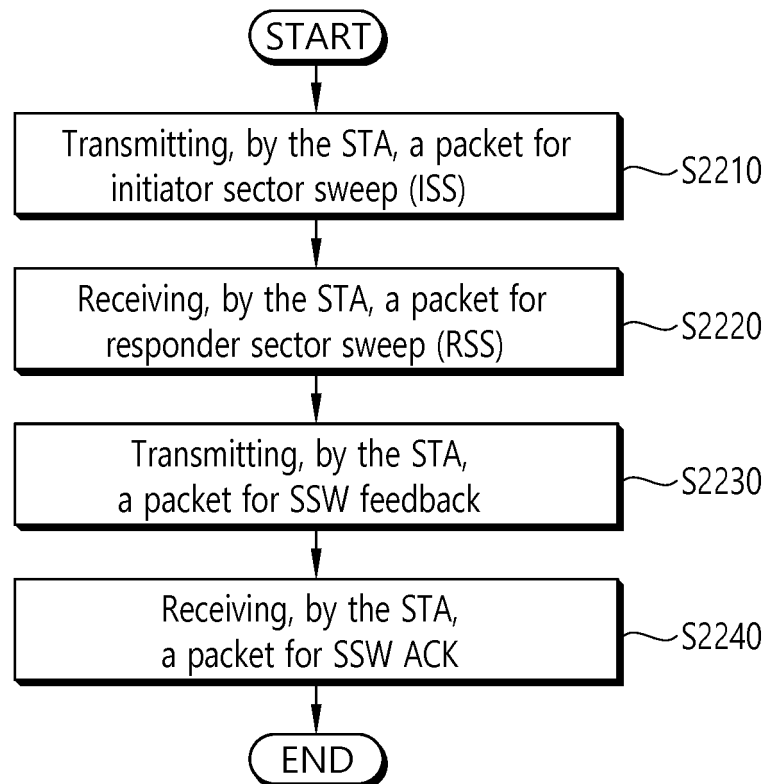 START
Transmitting, by the STA, a packet for
initiator sector sweep (ISS)
S2210
Receiving, by the STA, a packet for
responder sector sweep (RSS)
S2220
Transmitting, by the STA,
a packet for SSW feedback
S2230
Receiving, by the STA,
a packet for SSW ACK
S2240
END